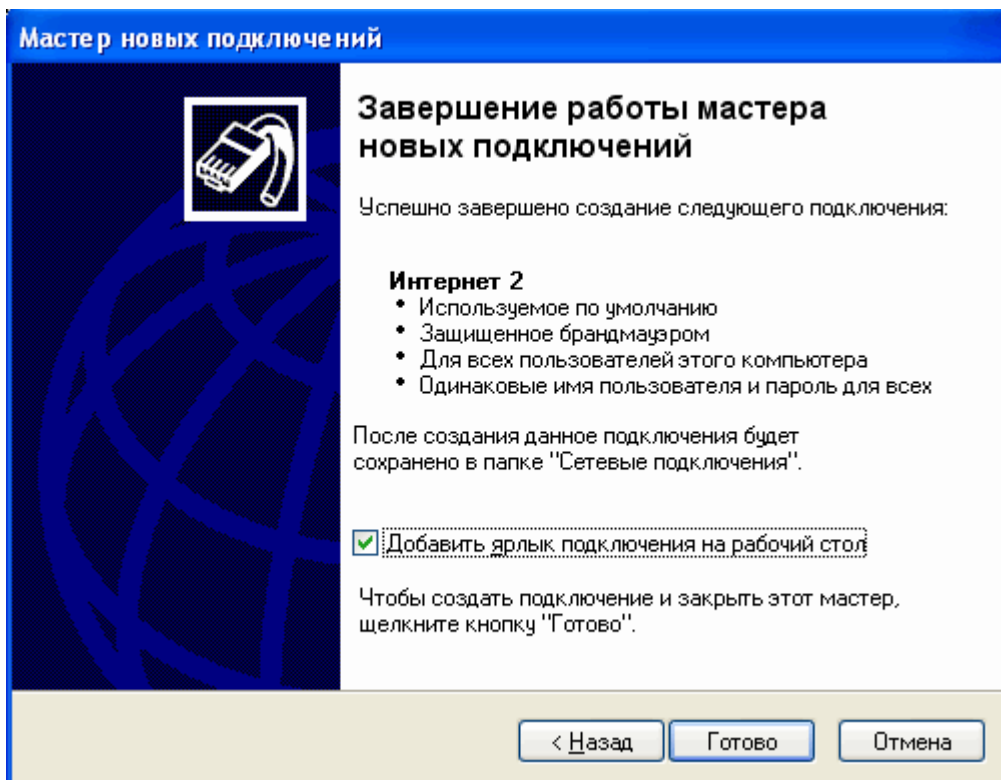 Мастер новых подключений
Завершение работы мастера
новых подключений
Успешно завершено создание следующего подключения:
Интернет 2
• Используемое по умолчанию
• Защищенное брандмауэром
• Для всех пользователей этого компьютера
• Одинаковые имя пользователя и пароль для всех
После создания данное подключения будет
сохранено в папке "Сетевые подключения".
Добавить ярлык подключения на рабочий стол
Чтобы создать подключение и закрыть этот мастер,
щелкните кнопку "Готово".
< Назад Готово Отмена